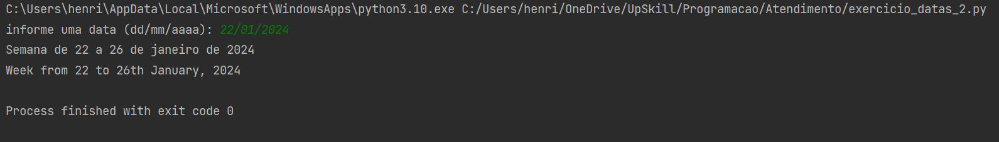 C:\Users\henri\AppData\Local\Microsoft\WindowsApps\python3.10.exe C:/Users/henri/OneDrive/UpSkill/Programacao/Atendimento/exercicio_datas_2.py
informe uma data (dd/mm/aaaa): 22/01/2024
Semana de 22 a 26 de janeiro de 2024
Week from 22 to 26th January, 2024
Process finished with exit code 0